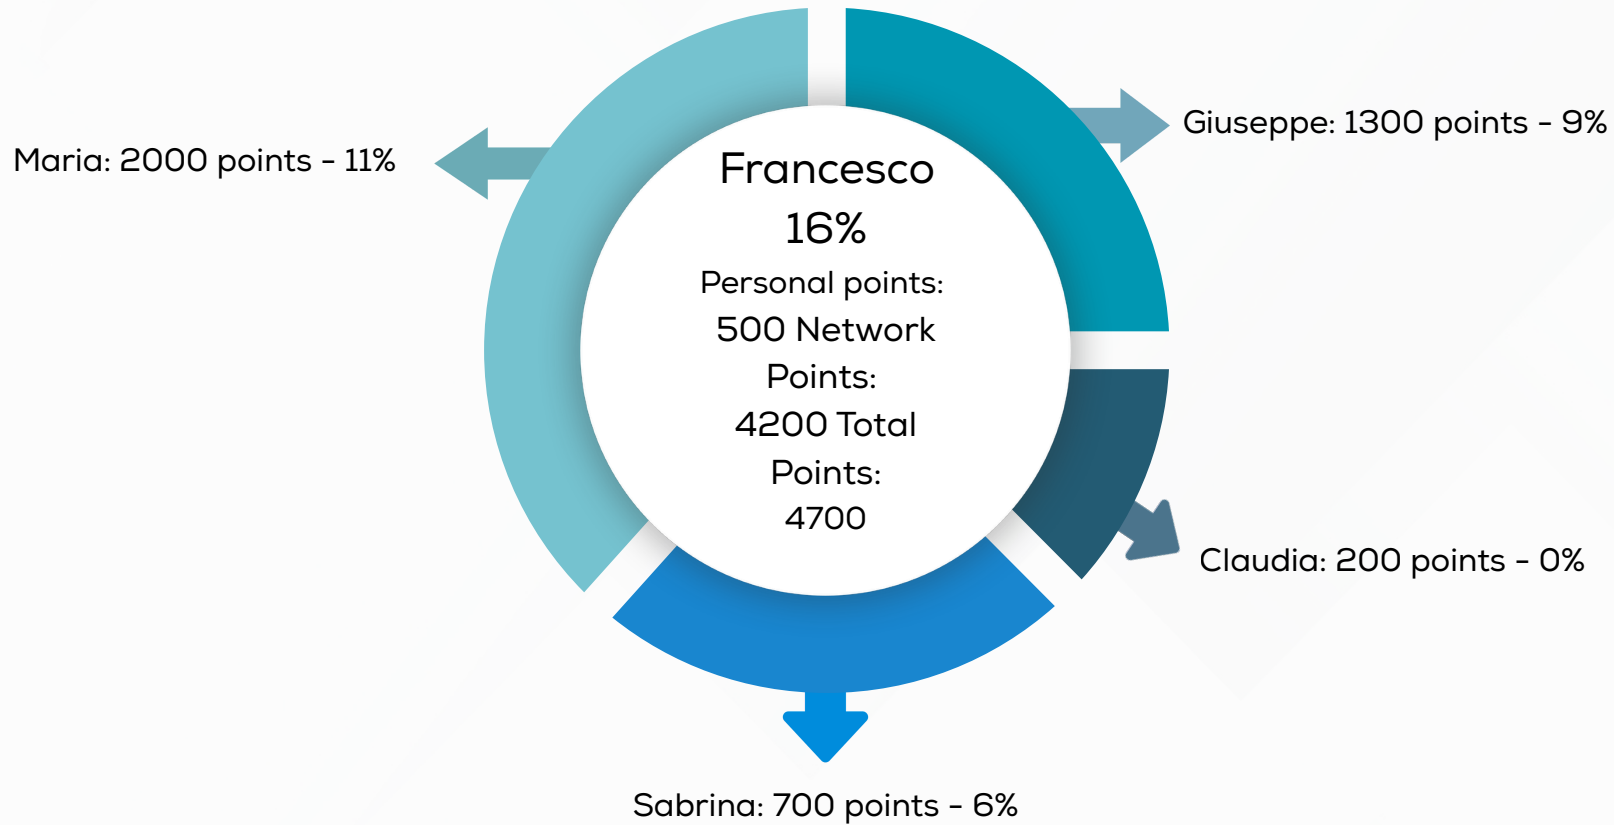 Giuseppe: 1300 points - 9%
Maria: 2000 points - 11%
Francesco
16%
Personal points:
500 Network
Points:
4200 Total
Points:
4700
Claudia: 200 points - 0%
Sabrina: 700 points - 6%